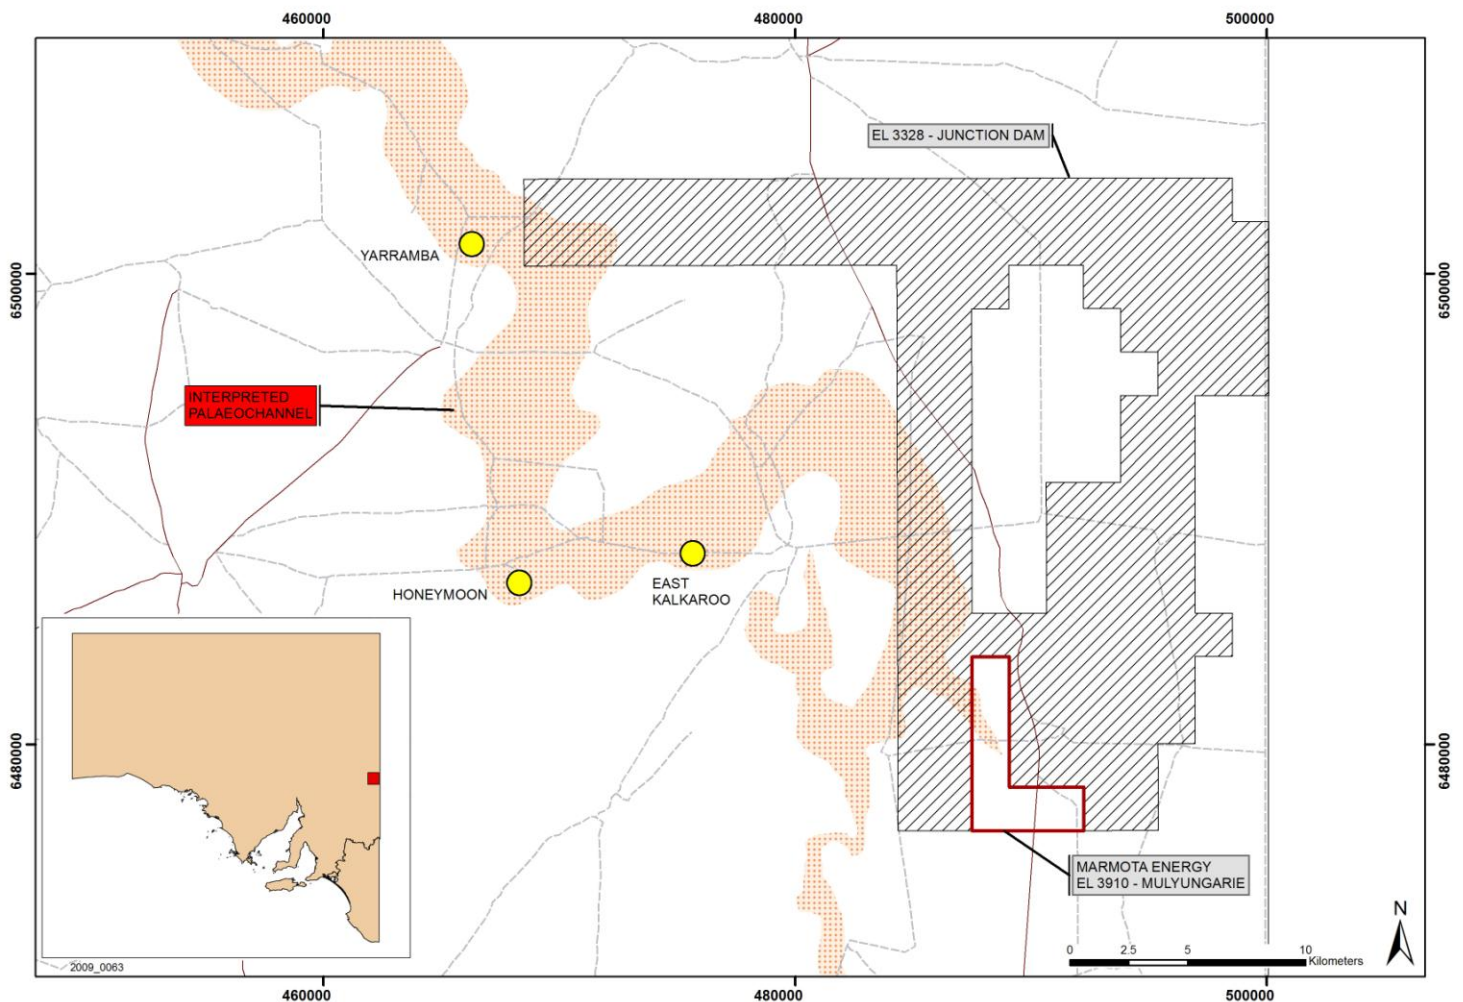 460000
480000
500000
EL 3328 - JUNCTION DAM
YARRAMBA
6500000
6500000
INTERPRETED
PALAEOCHANNEL
HONEYMOON
EAST
KALKAROO
6480000
6480000
MARMOTA ENERGY
EL 3910 - MULYUNGARIE
N
0
2.5
5
10
Kilometers
2009_0063
460000
480000
500000